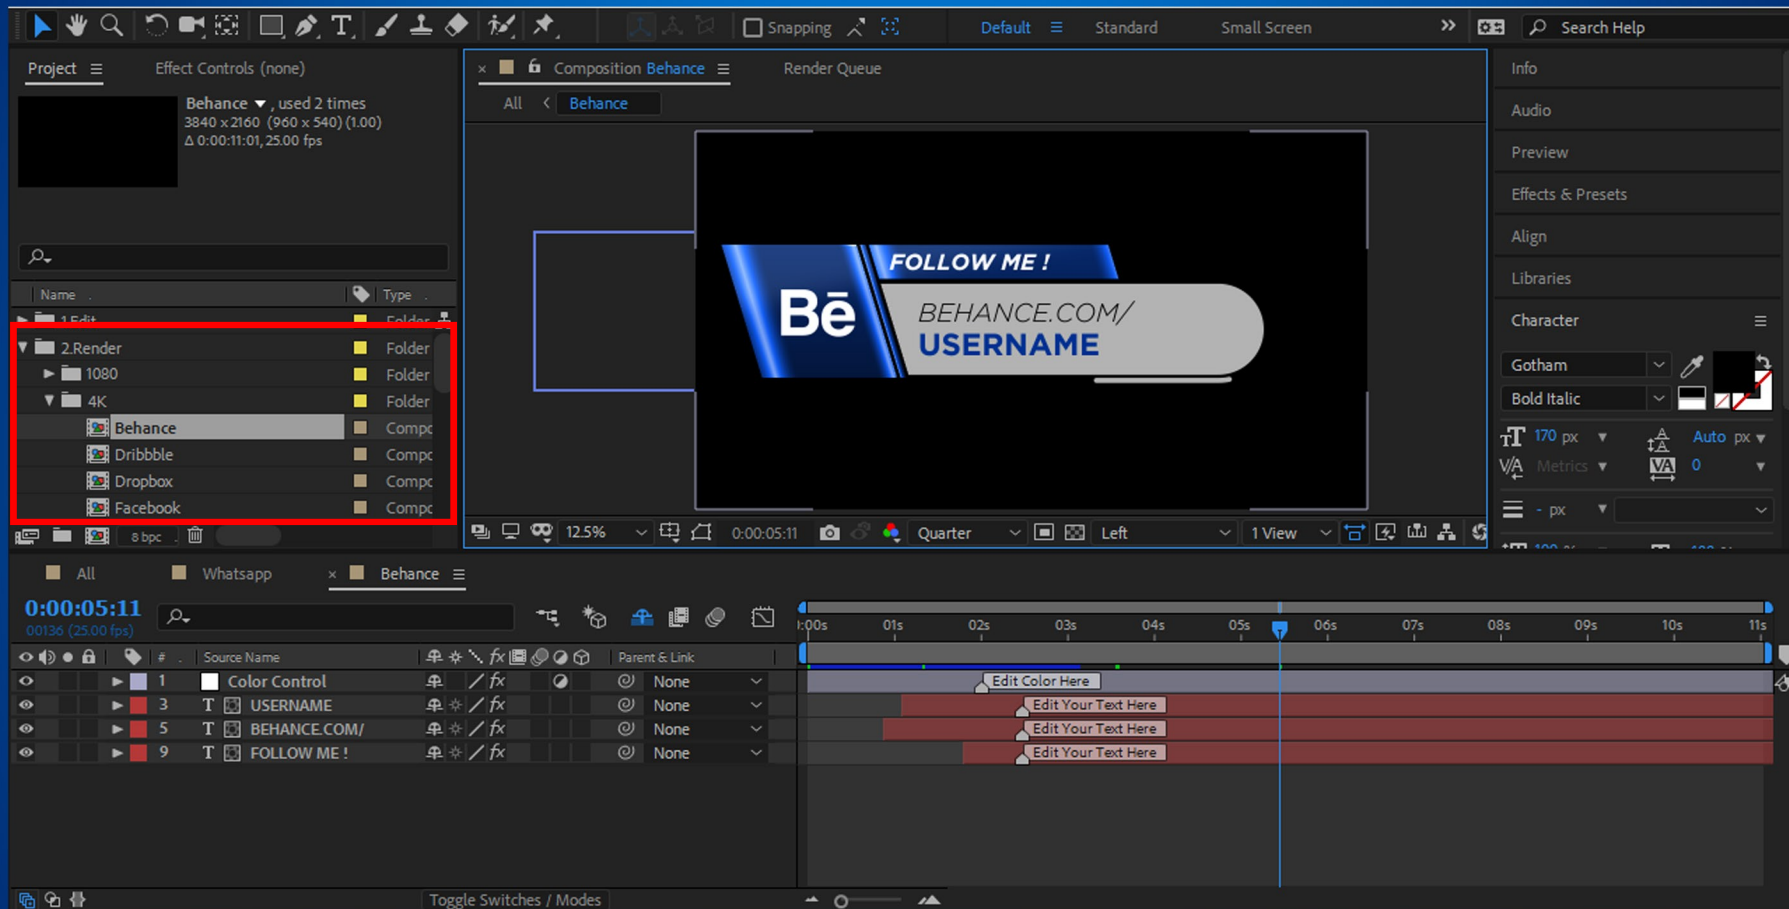 Snapping
Default
Standard
Small Screen
Search Help
Project
Effect Controls (none)
Behance , used 2 times
3840 x 2160 (960 x 540) (1.00)
Δ 0:00:11:01, 25.00 fps
Name
Type
1.Edit Folder
2.Render Folder
1080 Folder
4K Folder
Behance Compo
Dribbble Compo
Dropbox Compo
Facebook Compo
8 bpc
Composition Behance
Render Queue
All < Behance
FOLLOW ME !
Bē
BEHANCE.COM/
USERNAME
12.5%
0:00:05:11
Quarter
Left
1 View
Info
Audio
Preview
Effects & Presets
Align
Libraries
Character
Gotham
Bold Italic
170 px
Auto px
Metrics
0
- px
All
Whatsapp
× Behance
0:00:05:11
00136 (25.00 fps)
# Source Name
Parent & Link
:00s 01s 02s 03s 04s 05s 06s 07s 08s 09s 10s 11s
1 Color Control fx None Edit Color Here
3 T USERNAME fx None Edit Your Text Here
5 T BEHANCE.COM/ fx None Edit Your Text Here
9 T FOLLOW ME ! fx None Edit Your Text Here
Toggle Switches / Modes